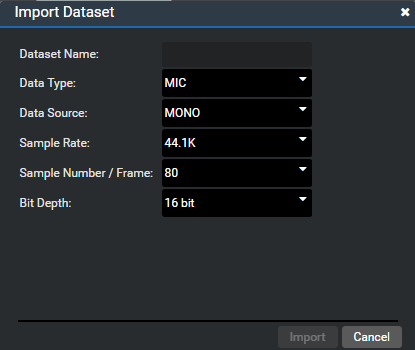 Import Dataset
Dataset Name:
Data Type: MIC
Data Source: MONO
Sample Rate: 44.1K
Sample Number / Frame: 80
Bit Depth: 16 bit
Import Cancel